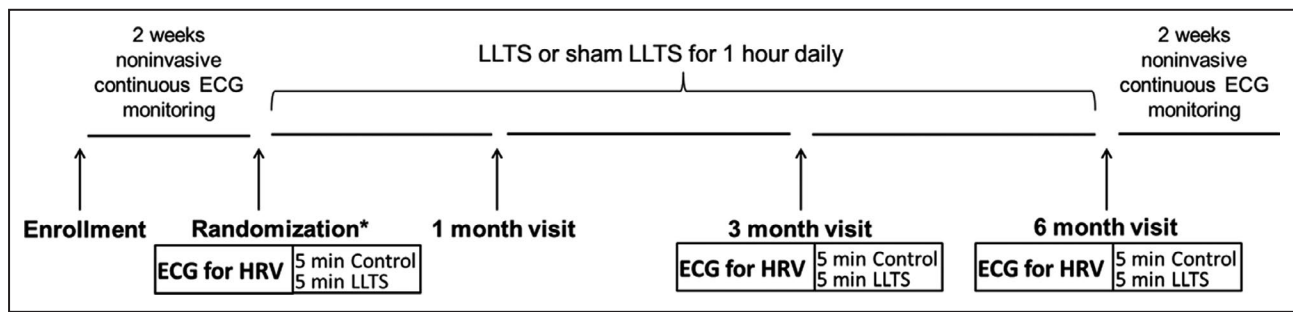 2 weeks
noninvasive
continuous ECG
monitoring
LLTS or sham LLTS for 1 hour daily
2 weeks
noninvasive
continuous ECG
monitoring
Enrollment
Randomization*
1 month visit
3 month visit
6 month visit
ECG for HRV
5 min Control
5 min LLTS
ECG for HRV
5 min Control
5 min LLTS
ECG for HRV
5 min Control
5 min LLTS